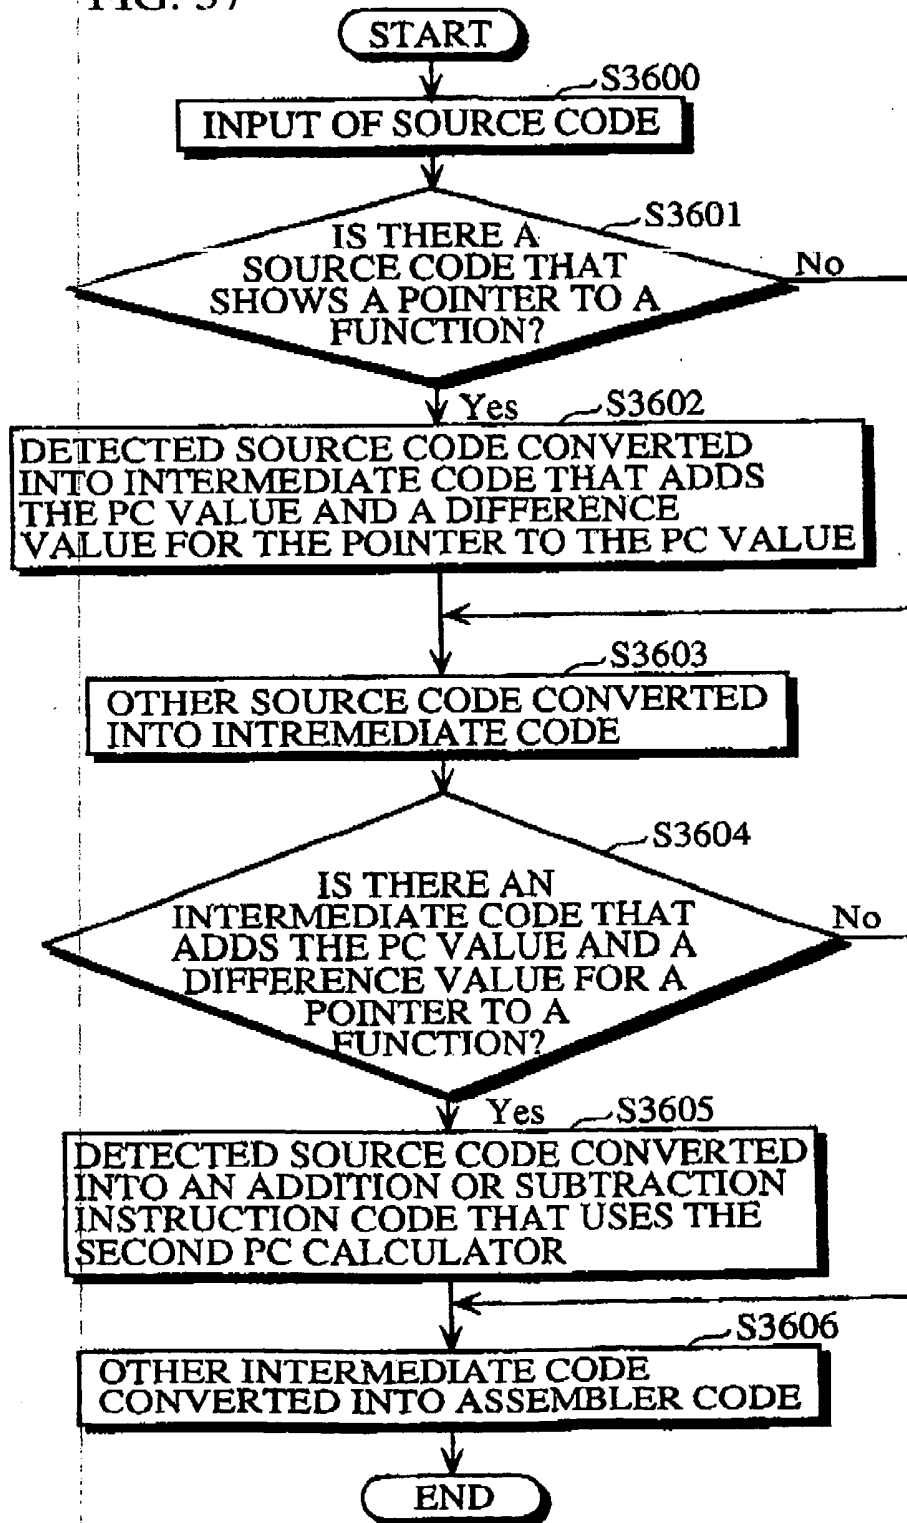 FIG. 37
START
S3600
INPUT OF SOURCE CODE
S3601
IS THERE A
SOURCE CODE THAT
SHOWS A POINTER TO A
FUNCTION?
No
Yes
S3602
DETECTED SOURCE CODE CONVERTED
INTO INTERMEDIATE CODE THAT ADDS
THE PC VALUE AND A DIFFERENCE
VALUE FOR THE POINTER TO THE PC VALUE
S3603
OTHER SOURCE CODE CONVERTED
INTO INTREMEDIATE CODE
S3604
IS THERE AN
INTERMEDIATE CODE THAT
ADDS THE PC VALUE AND A
DIFFERENCE VALUE FOR A
POINTER TO A
FUNCTION?
No
Yes
S3605
DETECTED SOURCE CODE CONVERTED
INTO AN ADDITION OR SUBTRACTION
INSTRUCTION CODE THAT USES THE
SECOND PC CALCULATOR
S3606
OTHER INTERMEDIATE CODE
CONVERTED INTO ASSEMBLER CODE
END